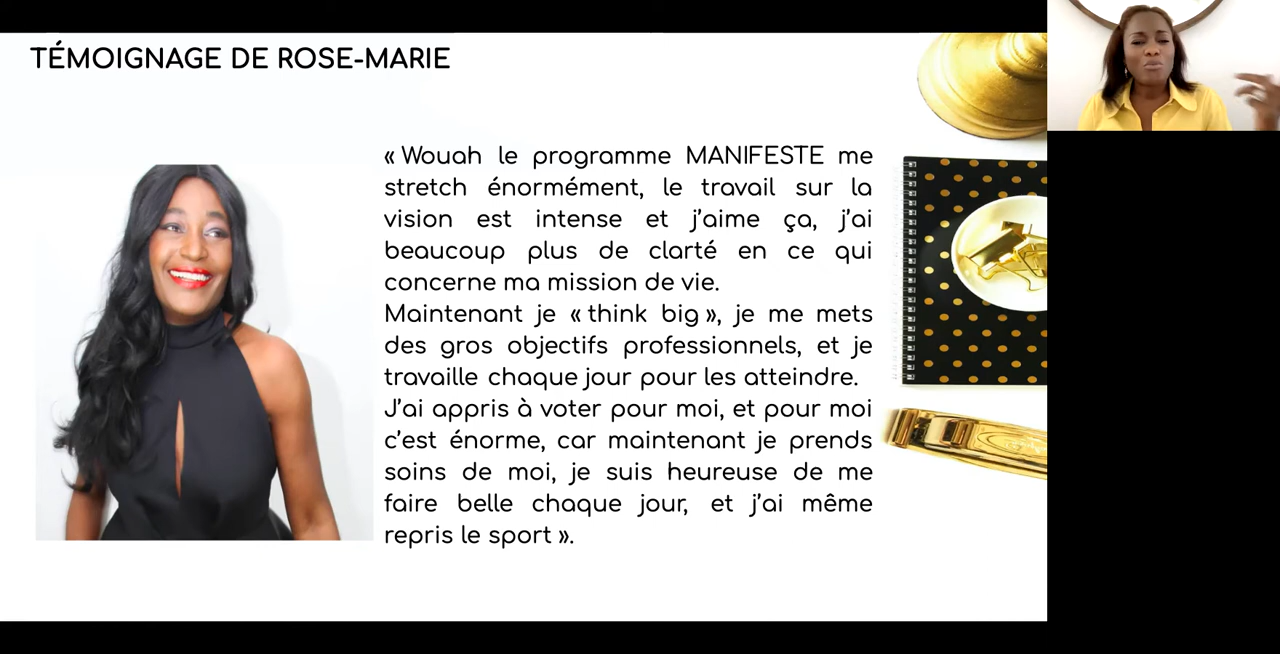 TÉMOIGNAGE DE ROSE-MARIE
« Wouah le programme MANIFESTE me
stretch énormément, le travail sur la
vision est intense et j'aime ça, j'ai
beaucoup plus de clarté en ce qui
concerne ma mission de vie.
Maintenant je « think big », je me mets
des gros objectifs professionnels, et je
travaille chaque jour pour les atteindre.
J'ai appris à voter pour moi, et pour moi
c'est énorme, car maintenant je prends
soins de moi, je suis heureuse de me
faire belle chaque jour, et j'ai même
repris le sport ».